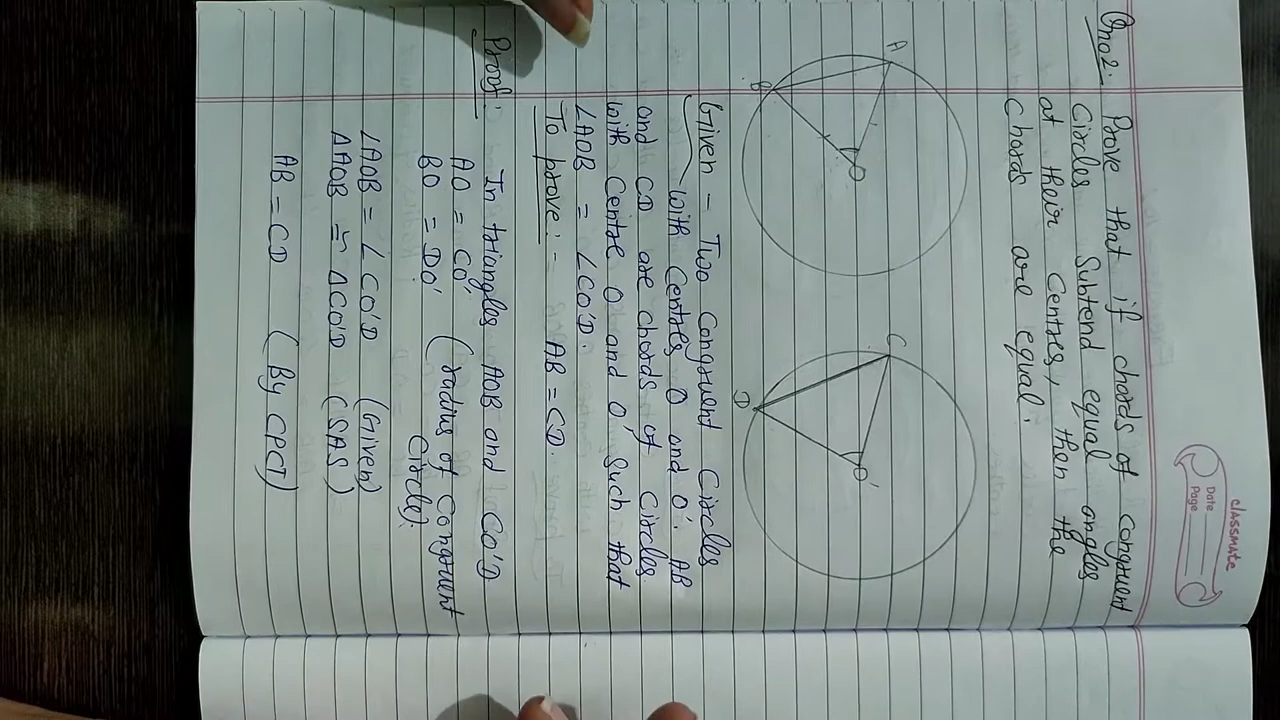 classmate
Date
Page
Qno2. Prove that if chords of congruent
Circles Subtend equal angles
at their Centres, then the
Chords are equal.
A
B
O
C
D
O'
Given - Two Congruent Circles
with Centres O and O'. AB
and CD are chords of Circles
with Centre O and O' Such that
∠AOB = ∠CO'D.
To prove:- AB = CD.
Proof: In triangles AOB and CO'D
AO = CO'
BO = DO' (radius of Congruent
Circle).
∠AOB = ∠CO'D (Given)
ΔAOB ≅ ΔCO'D (SAS)
AB = CD (By CPCT)